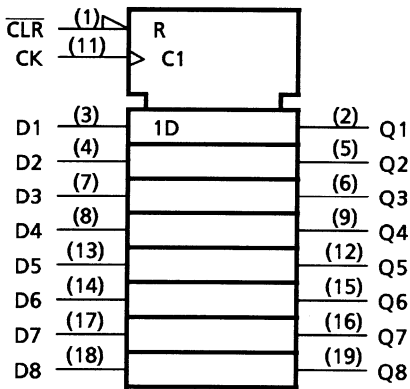 CLR (1) R
CK (11) C1
D1 (3) 1D (2) Q1
D2 (4) (5) Q2
D3 (7) (6) Q3
D4 (8) (9) Q4
D5 (13) (12) Q5
D6 (14) (15) Q6
D7 (17) (16) Q7
D8 (18) (19) Q8